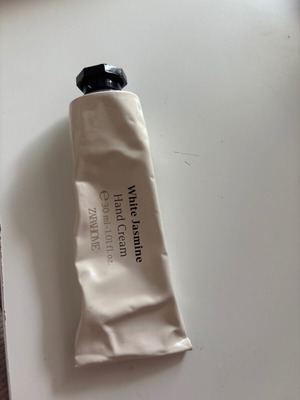 White Jasmine
Hand Cream
℮ 30 ml-1.01 fl.oz.
ZARAHOME